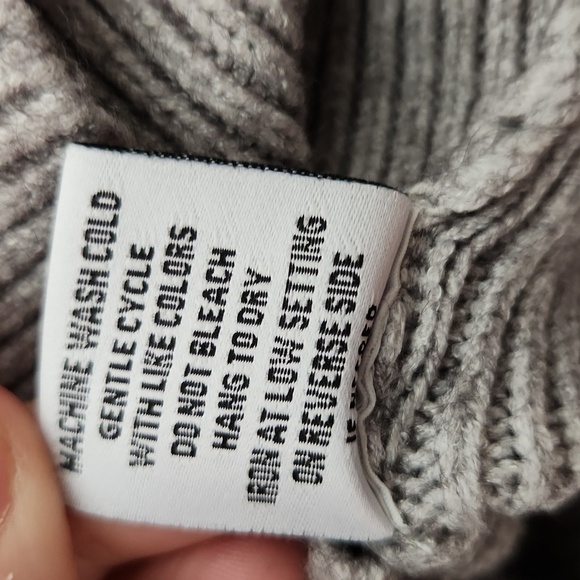 MACHINE WASH COLD
GENTLE CYCLE
WITH LIKE COLORS
DO NOT BLEACH
HANG TO DRY
IRON AT LOW SETTING
ON REVERSE SIDE